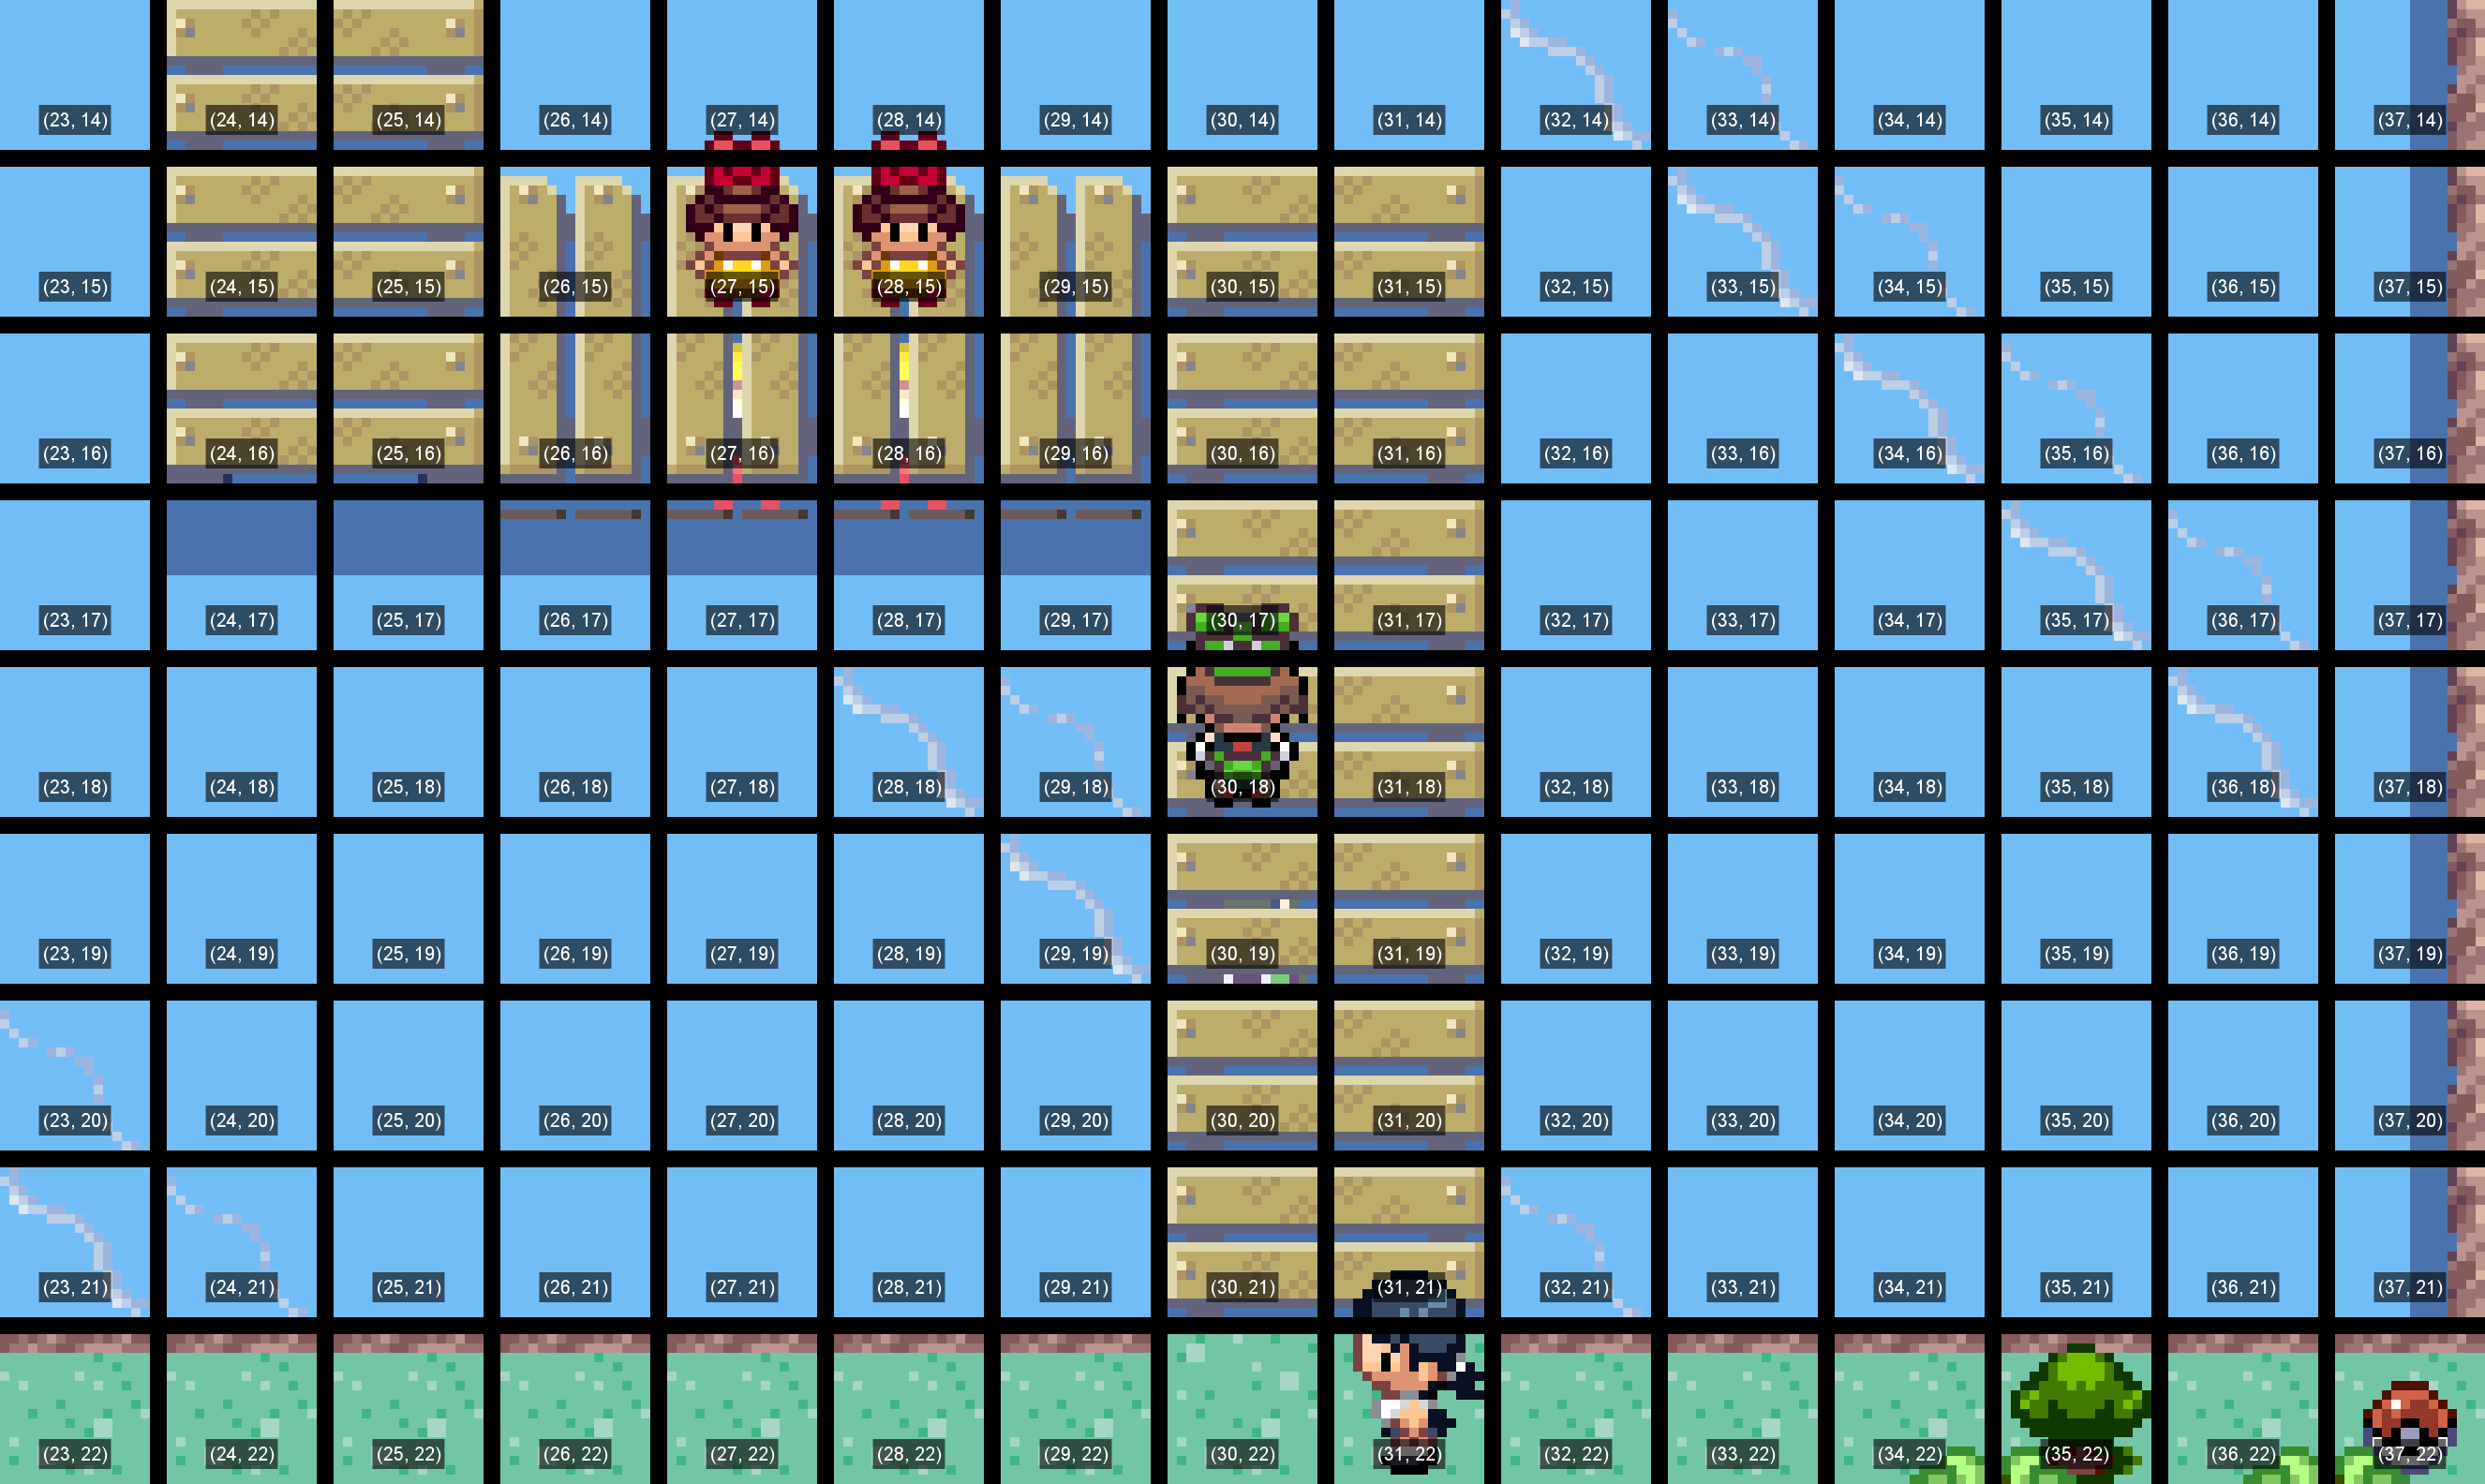 (23, 14) (24, 14) (25, 14) (26, 14) (27, 14) (28, 14) (29, 14) (30, 14) (31, 14) (32, 14) (33, 14) (34, 14) (35, 14) (36, 14) (37, 14)
(23, 15) (24, 15) (25, 15) (26, 15) (27, 15) (28, 15) (29, 15) (30, 15) (31, 15) (32, 15) (33, 15) (34, 15) (35, 15) (36, 15) (37, 15)
(23, 16) (24, 16) (25, 16) (26, 16) (27, 16) (28, 16) (29, 16) (30, 16) (31, 16) (32, 16) (33, 16) (34, 16) (35, 16) (36, 16) (37, 16)
(23, 17) (24, 17) (25, 17) (26, 17) (27, 17) (28, 17) (29, 17) (30, 17) (31, 17) (32, 17) (33, 17) (34, 17) (35, 17) (36, 17) (37, 17)
(23, 18) (24, 18) (25, 18) (26, 18) (27, 18) (28, 18) (29, 18) (30, 18) (31, 18) (32, 18) (33, 18) (34, 18) (35, 18) (36, 18) (37, 18)
(23, 19) (24, 19) (25, 19) (26, 19) (27, 19) (28, 19) (29, 19) (30, 19) (31, 19) (32, 19) (33, 19) (34, 19) (35, 19) (36, 19) (37, 19)
(23, 20) (24, 20) (25, 20) (26, 20) (27, 20) (28, 20) (29, 20) (30, 20) (31, 20) (32, 20) (33, 20) (34, 20) (35, 20) (36, 20) (37, 20)
(23, 21) (24, 21) (25, 21) (26, 21) (27, 21) (28, 21) (29, 21) (30, 21) (31, 21) (32, 21) (33, 21) (34, 21) (35, 21) (36, 21) (37, 21)
(23, 22) (24, 22) (25, 22) (26, 22) (27, 22) (28, 22) (29, 22) (30, 22) (31, 22) (32, 22) (33, 22) (34, 22) (35, 22) (36, 22) (37, 22)